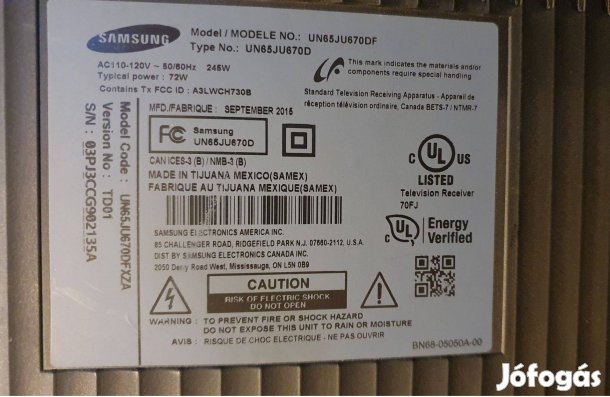 SAMSUNG
Model / MODELE NO.: UN65JU670DF
Type No.: UN65JU670D
AC110-120V ~ 50/60Hz 245W
Typical power : 72W
Contains Tx FCC ID : A3LWCH730B
This mark indicates the materials and/or
components require special handling
Standard Television Receiving Apparatus - Appareils de
réception télévision ordinaire, Canada BETS-7 / NTMR-7
MFD/FABRIQUE : SEPTEMBER 2015
FC Samsung
UN65JU670D
CAN ICES-3 (B) / NMB-3 (B)
MADE IN TIJUANA MEXICO(SAMEX)
FABRIQUE AU TIJUANA MEXIQUE(SAMEX)
Model Code : UN65JU670DFXZA
Version No : TD01
S/N : 03PJ3CCG902135A
C UL US
LISTED
Television Receiver
70FJ
C UL Energy
Verified
SAMSUNG ELECTRONICS AMERICA INC.
85 CHALLENGER ROAD, RIDGEFIELD PARK N.J. 07660-2112, U.S.A.
DIST BY SAMSUNG ELECTRONICS CANADA INC.
2050 Derry Road West, Mississauga, ON L5N 0B9
CAUTION
RISK OF ELECTRIC SHOCK
DO NOT OPEN
WARNING : TO PREVENT FIRE OR SHOCK HAZARD
DO NOT EXPOSE THIS UNIT TO RAIN OR MOISTURE
AVIS : RISQUE DE CHOC ELECTRIQUE - NE PAS OUVRIR
BN68-05050A-00
Jófogás